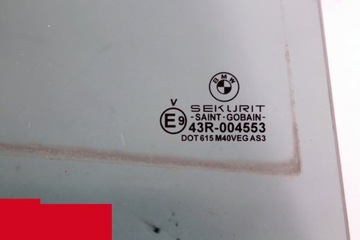 BMW
SEKURIT
-SAINT-GOBAIN-
V
E9
43R-004553
DOT 615 M40VEG AS3